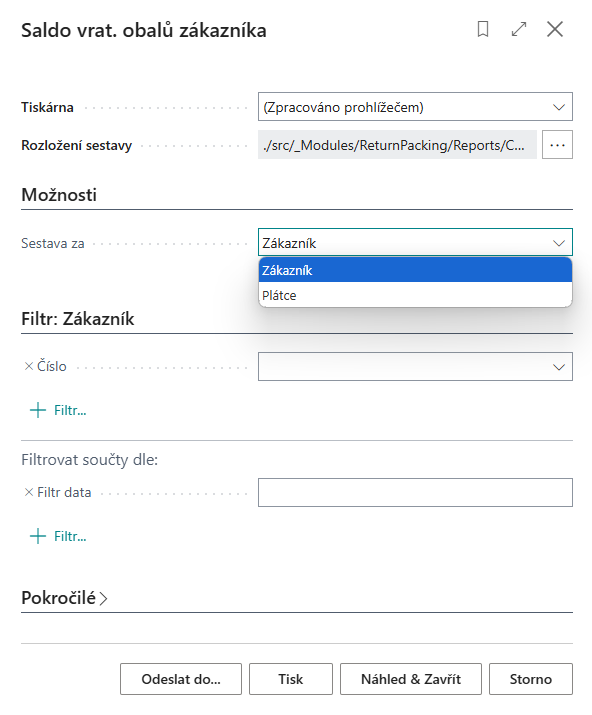 Saldo vrat. obalů zákazníka
Tiskárna (Zpracováno prohlížečem)
Rozložení sestavy ./src/_Modules/ReturnPacking/Reports/C... ...
Možnosti
Sestava za Zákazník
Zákazník
Plátce
Filtr: Zákazník
Číslo
Filtr...
Filtrovat součty dle:
Filtr data
Filtr...
Pokročilé
Odeslat do... Tisk Náhled & Zavřít Storno